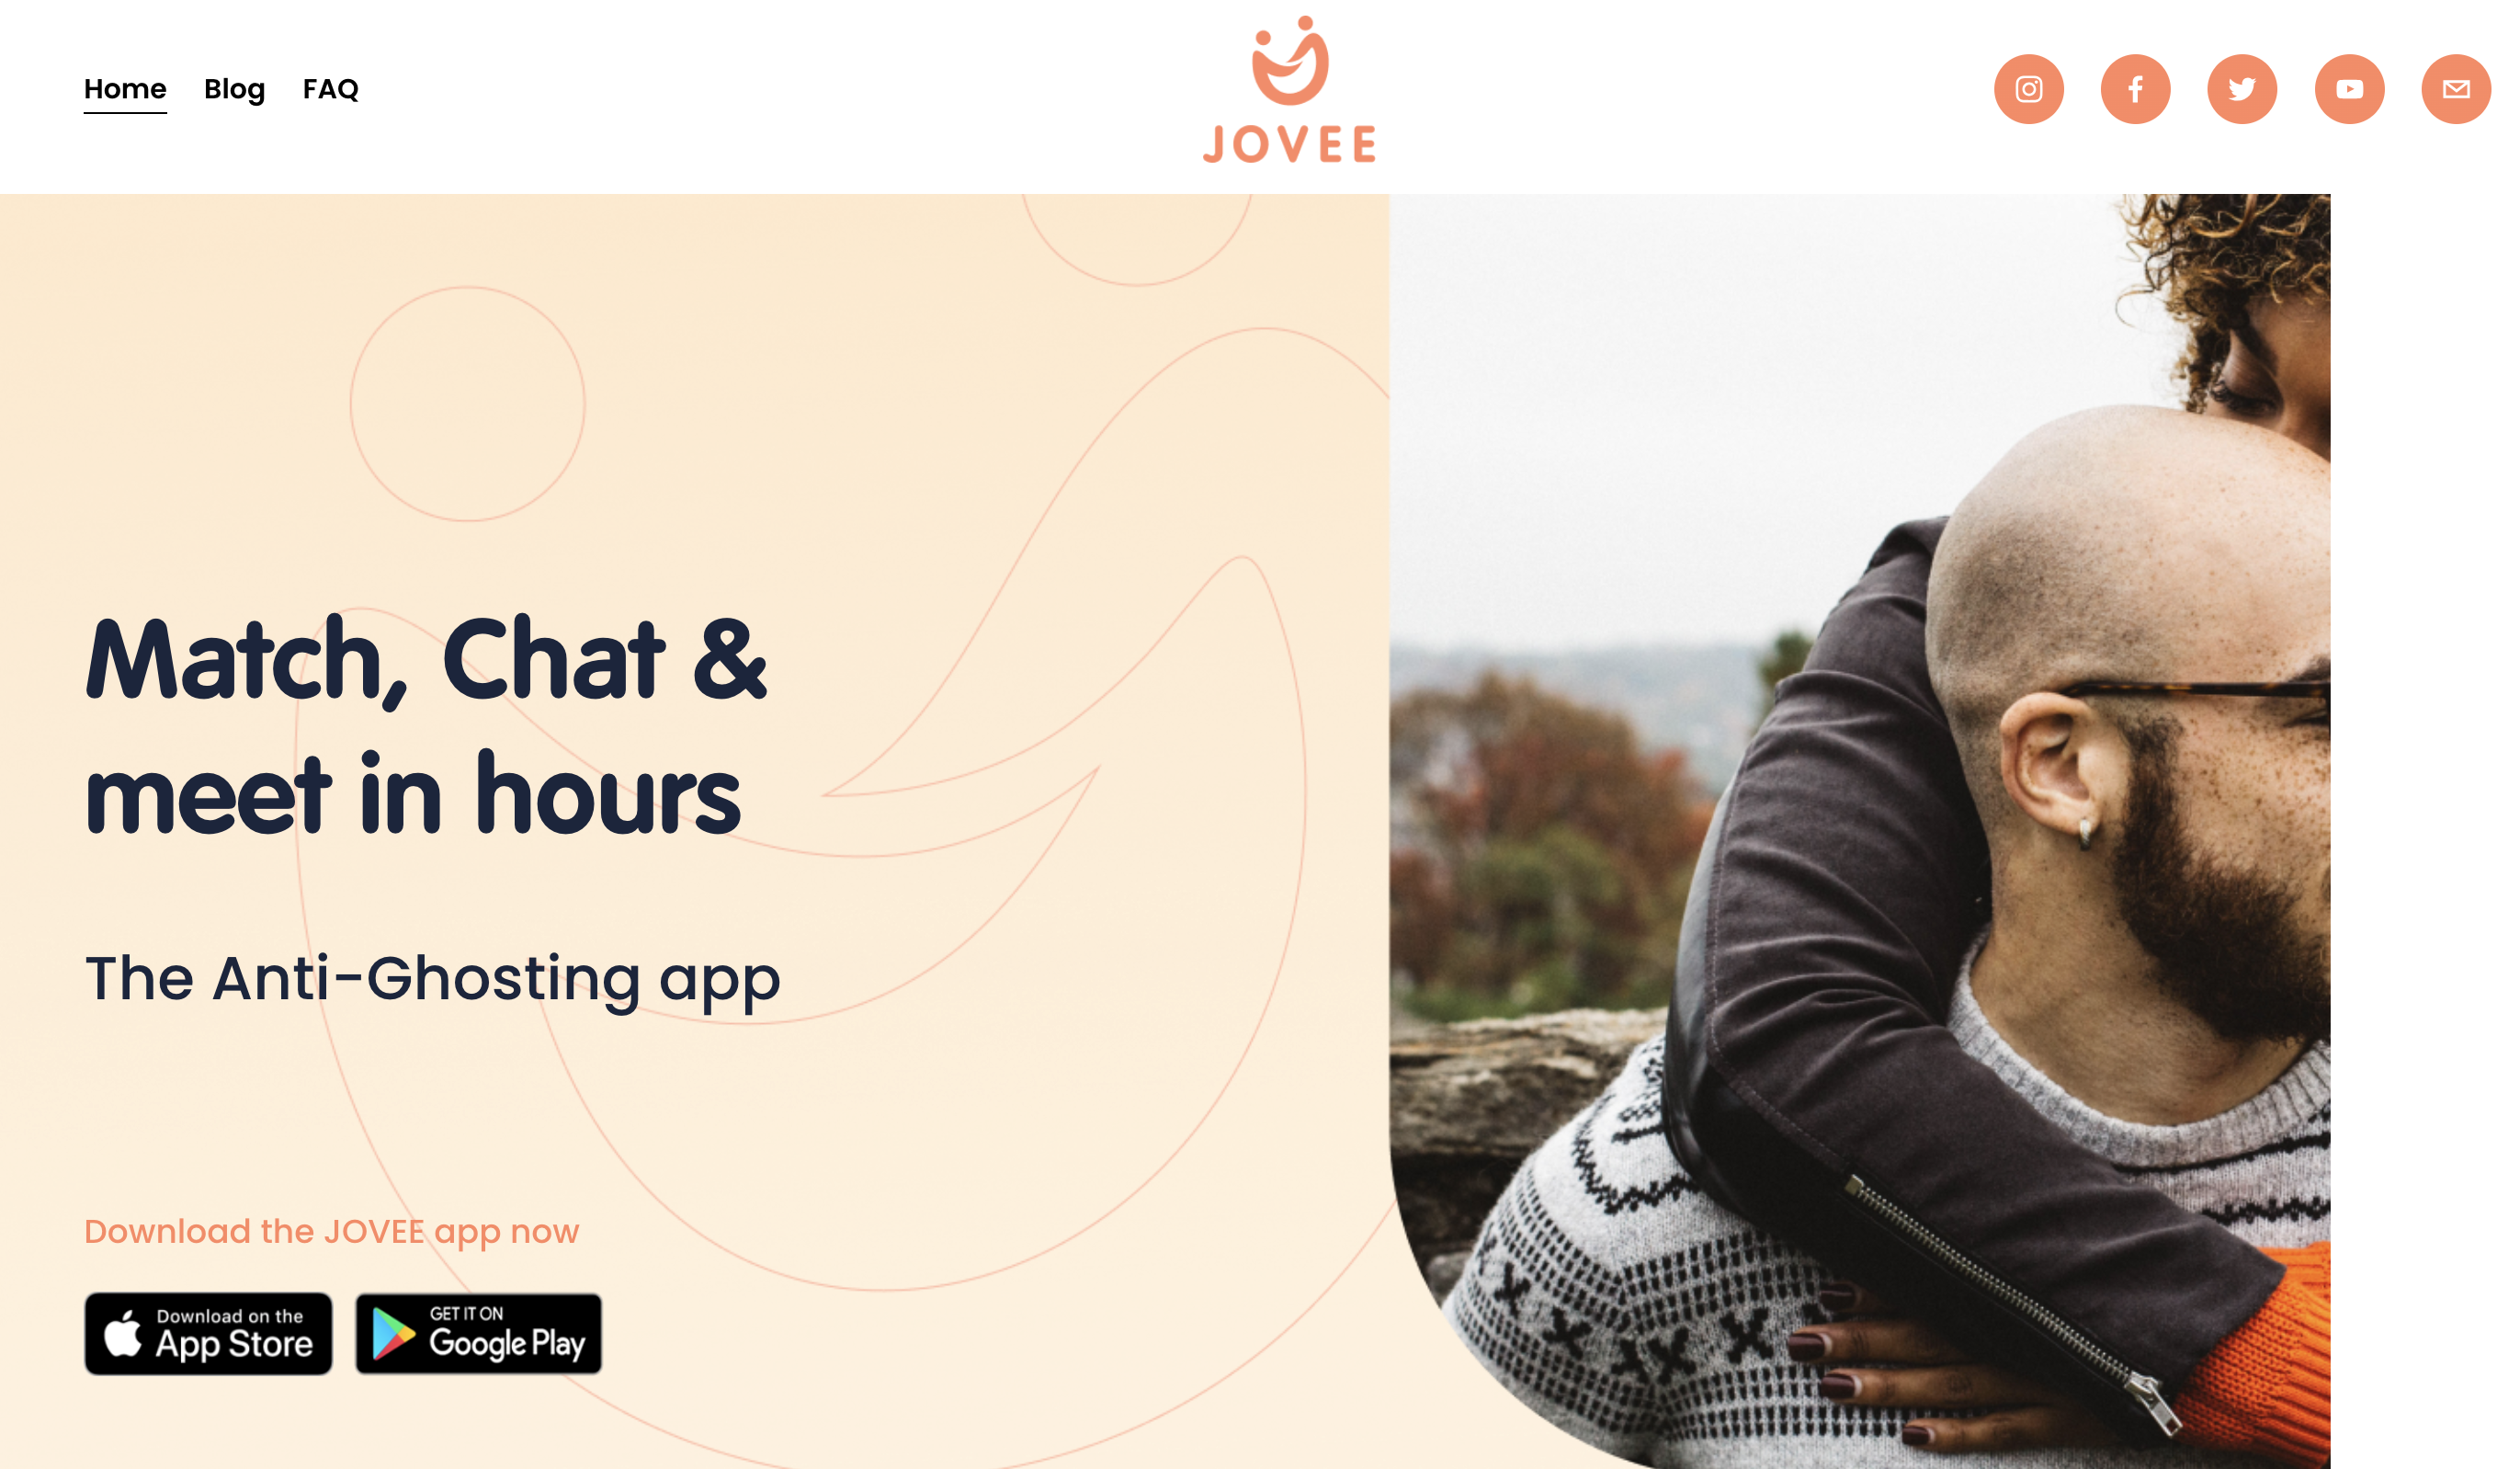 Home Blog FAQ
JOVEE
Match, Chat &
meet in hours
The Anti-Ghosting app
Download the JOVEE app now
Download on the
App Store
GET IT ON
Google Play